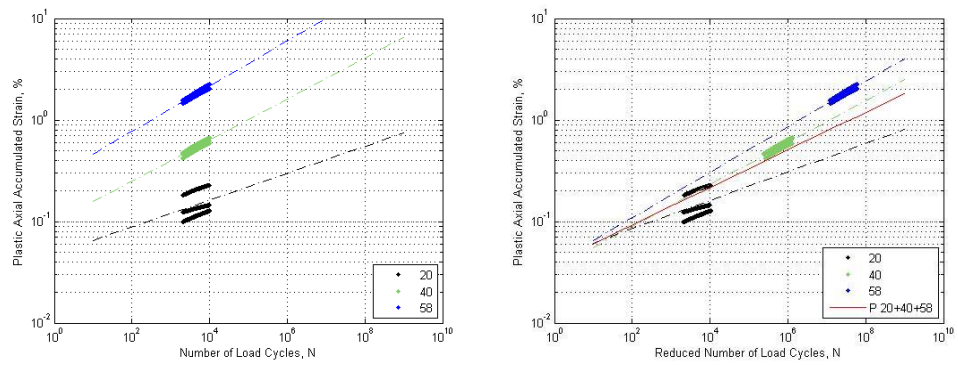 10^1
10^0
10^-1
10^-2
Plastic Axial Accumulated Strain, %
10^0 10^2 10^4 10^6 10^8 10^10
Number of Load Cycles, N
20
40
58
10^1
10^0
10^-1
10^-2
Plastic Axial Accumulated Strain, %
10^0 10^2 10^4 10^6 10^8 10^10
Reduced Number of Load Cycles, N
20
40
58
P 20+40+58